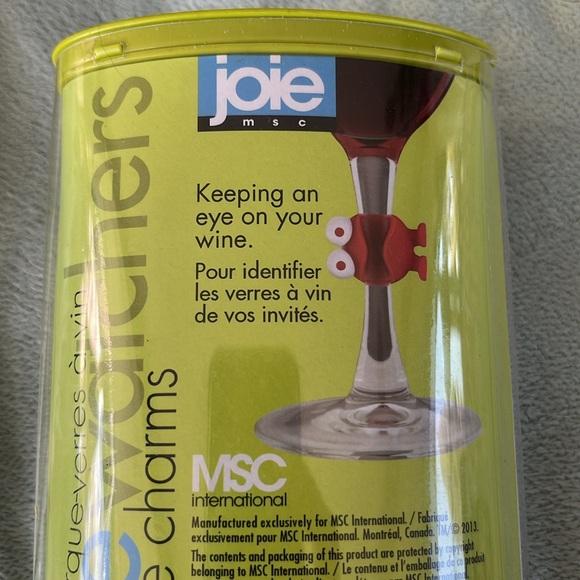 joie
msc
Keeping an
eye on your
wine.
Pour identifier
les verres à vin
de vos invités.
MSC
international
Manufactured exclusively for MSC International. / Fabriqué
exclusivement pour MSC International. Montréal, Canada. TM/© 2013.
The contents and packaging of this product are protected by copyright
belonging to MSC International. / Le contenu et l'emballage de ce produit
watchers
charms
verres à vin